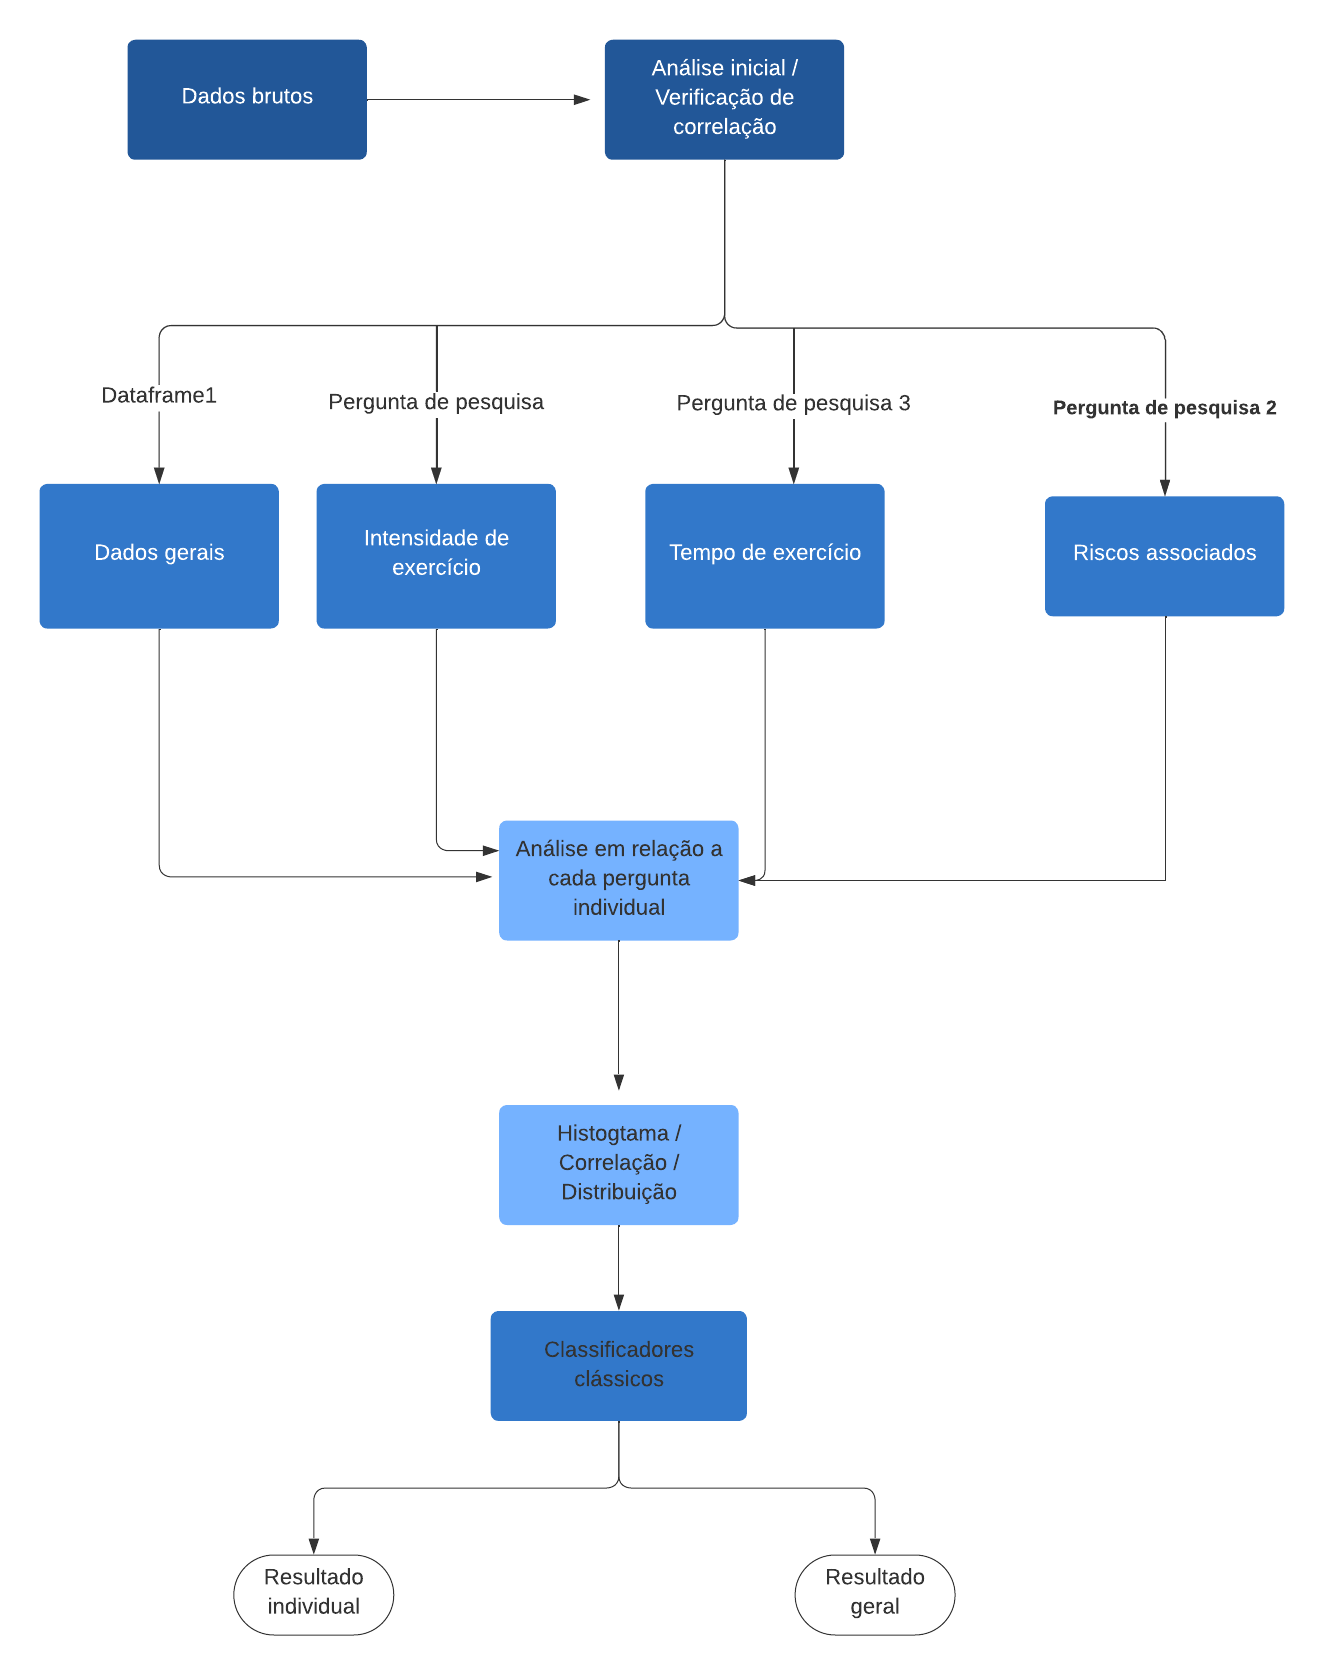 Dados brutos
Análise inicial /
Verificação de
correlação
Dataframe1
Pergunta de pesquisa
Pergunta de pesquisa 3
Pergunta de pesquisa 2
Dados gerais
Intensidade de
exercício
Tempo de exercício
Riscos associados
Análise em relação a
cada pergunta
individual
Histogtama /
Correlação /
Distribuição
Classificadores
clássicos
Resultado
individual
Resultado
geral